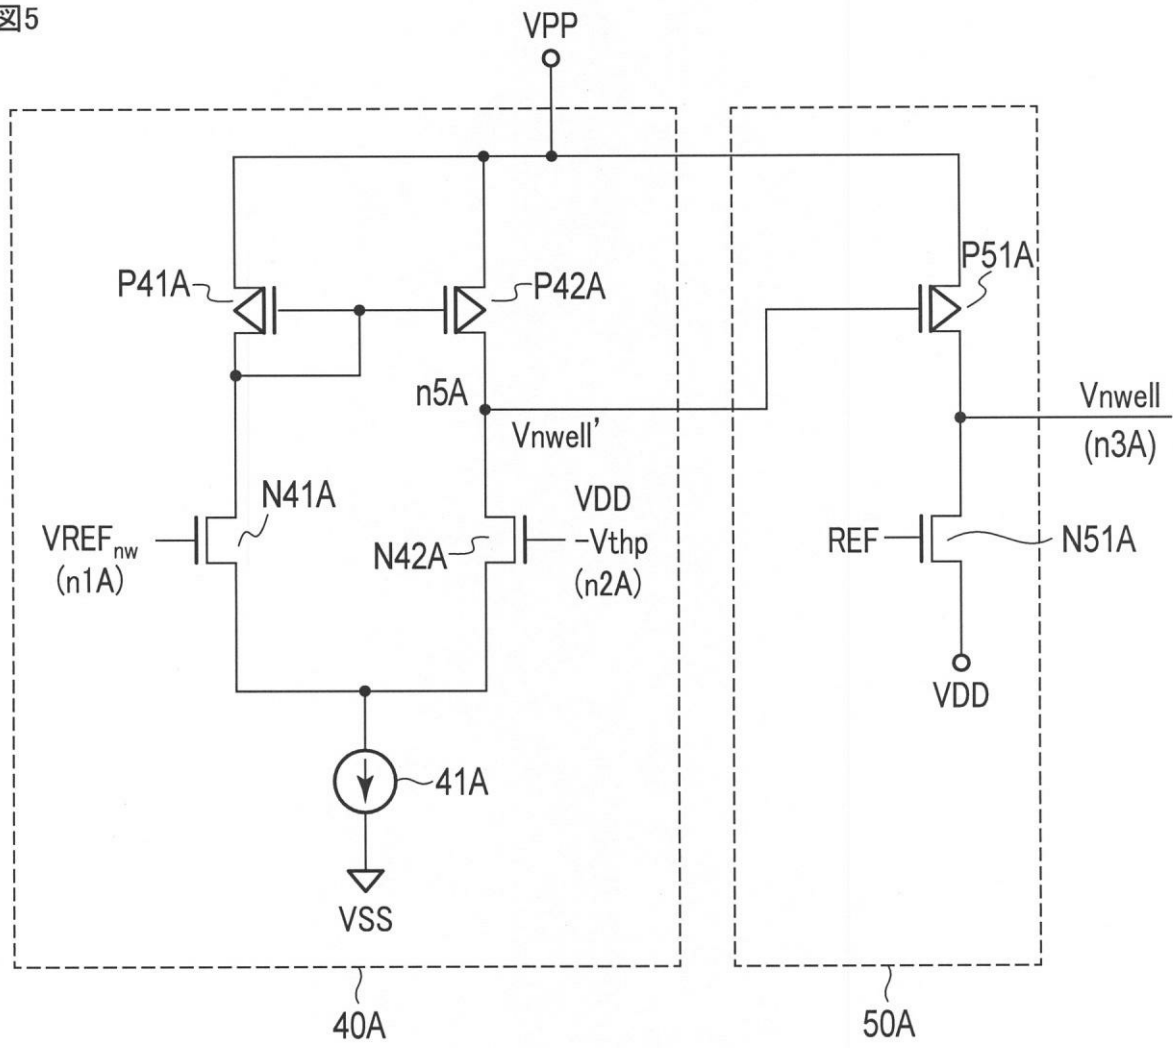 図5
VPP
P41A
P42A
P51A
n5A
Vnwell'
Vnwell
(n3A)
N41A
VREFnw
(n1A)
N42A
VDD
-Vthp
(n2A)
REF
N51A
VDD
41A
VSS
40A
50A